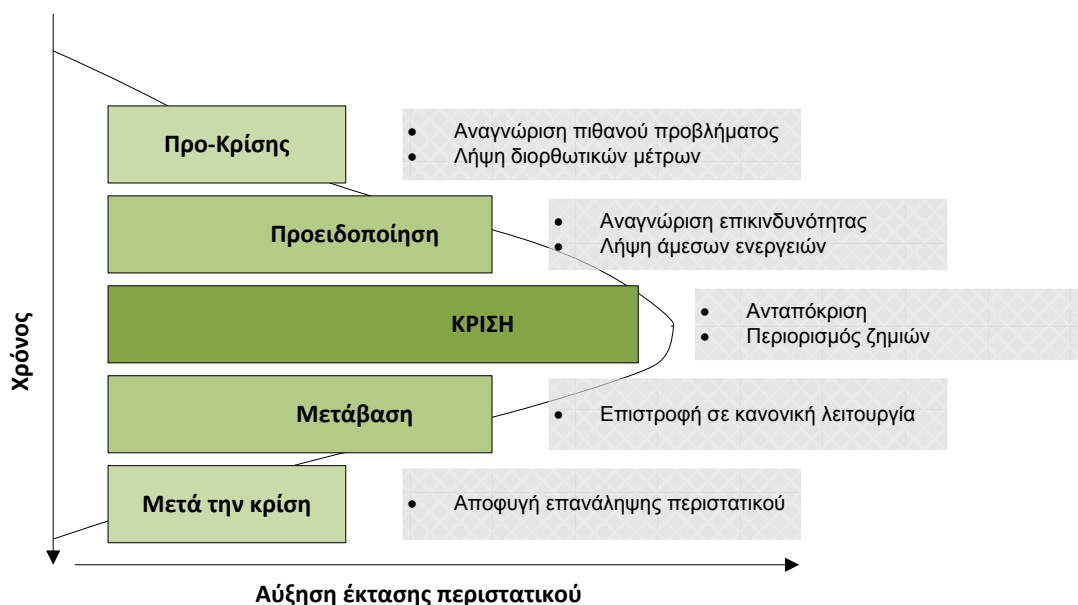 Προ-Κρίσης
• Αναγνώριση πιθανού προβλήματος
• Λήψη διορθωτικών μέτρων
Προειδοποίηση
• Αναγνώριση επικινδυνότητας
• Λήψη άμεσων ενεργειών
ΚΡΙΣΗ
• Ανταπόκριση
• Περιορισμός ζημιών
Μετάβαση
• Επιστροφή σε κανονική λειτουργία
Μετά την κρίση
• Αποφυγή επανάληψης περιστατικού
Χρόνος
Αύξηση έκτασης περιστατικού